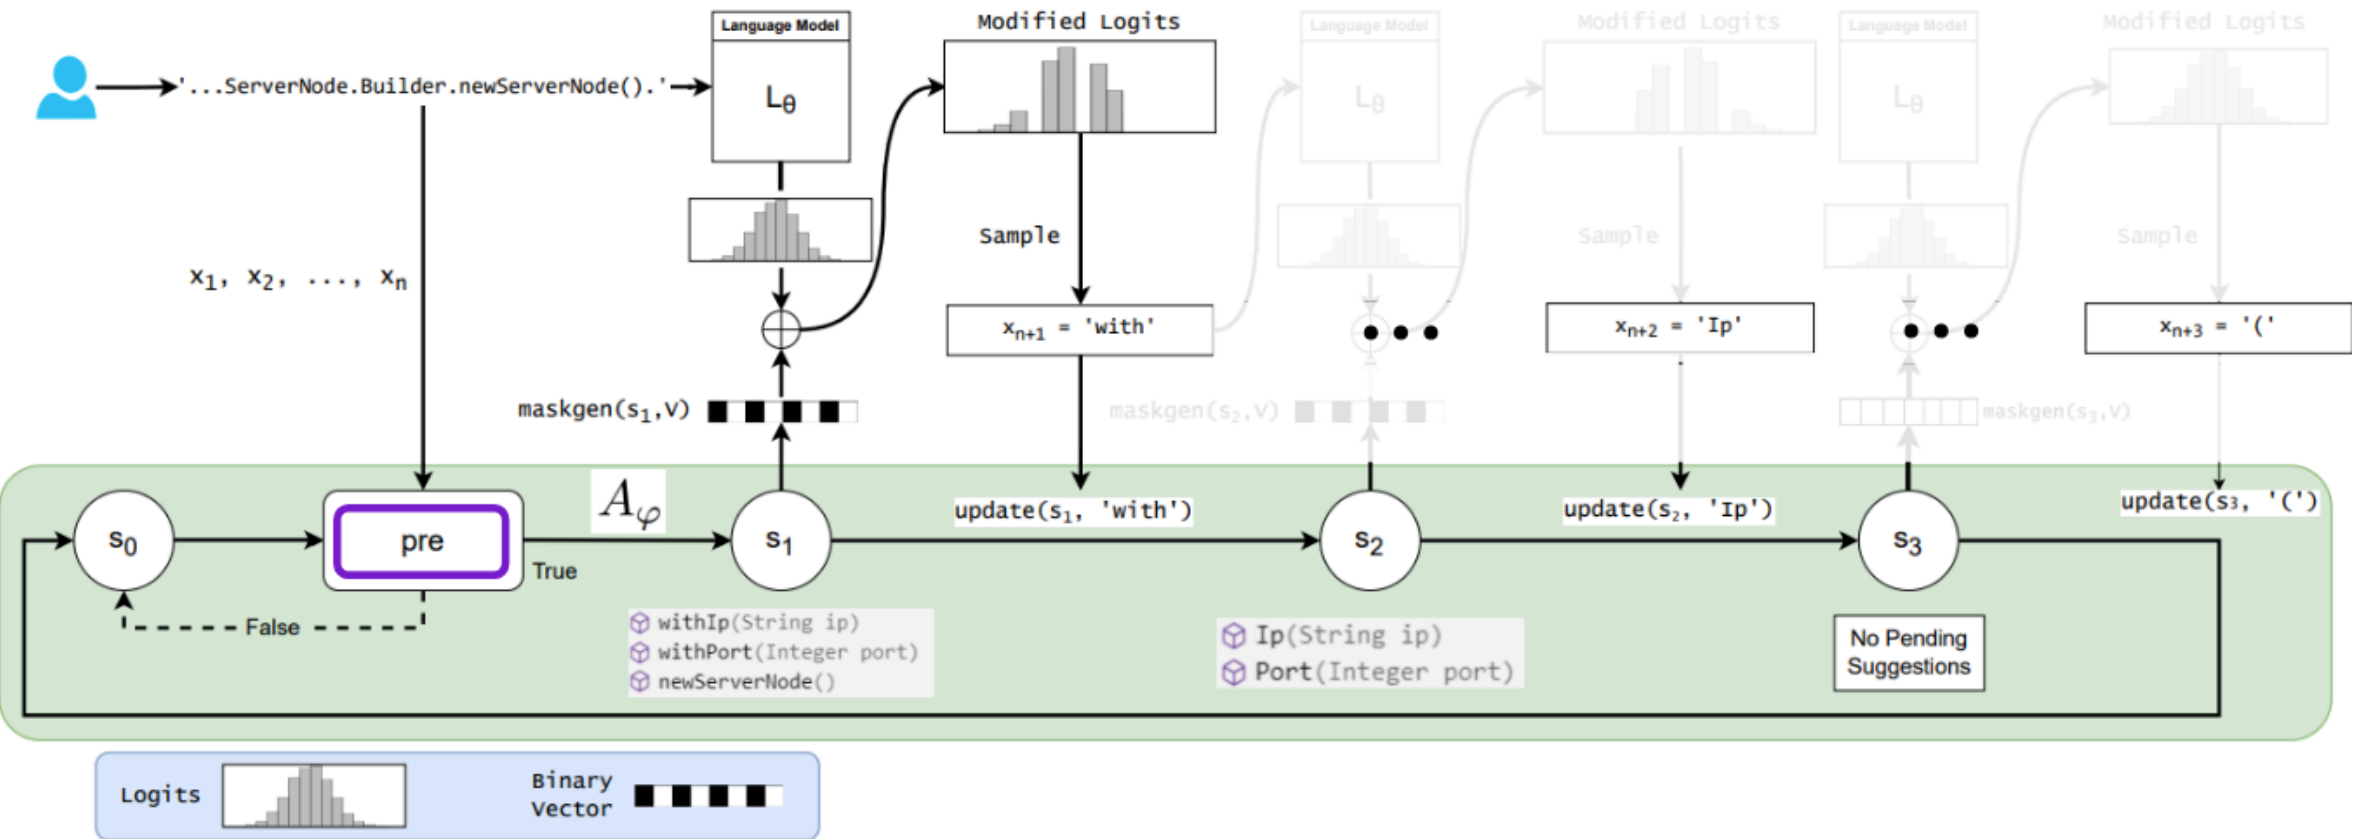 Language Model
Modified Logits
Language Model
Modified Logits
Language Model
Modified Logits
'...ServerNode.Builder.newServerNode().'
Lθ
Lθ
Lθ
Sample
Sample
Sample
x1, x2, ..., xn
xn+1 = 'with'
xn+2 = 'Ip'
xn+3 = '('
maskgen(s1,V)
maskgen(s2,V)
maskgen(s3,V)
Aφ
update(s1, 'with')
update(s2, 'Ip')
update(s3, '(')
s0
pre
s1
s2
s3
True
False
withIp(String ip)
withPort(Integer port)
newServerNode()
Ip(String ip)
Port(Integer port)
No Pending
Suggestions
Logits
Binary
Vector